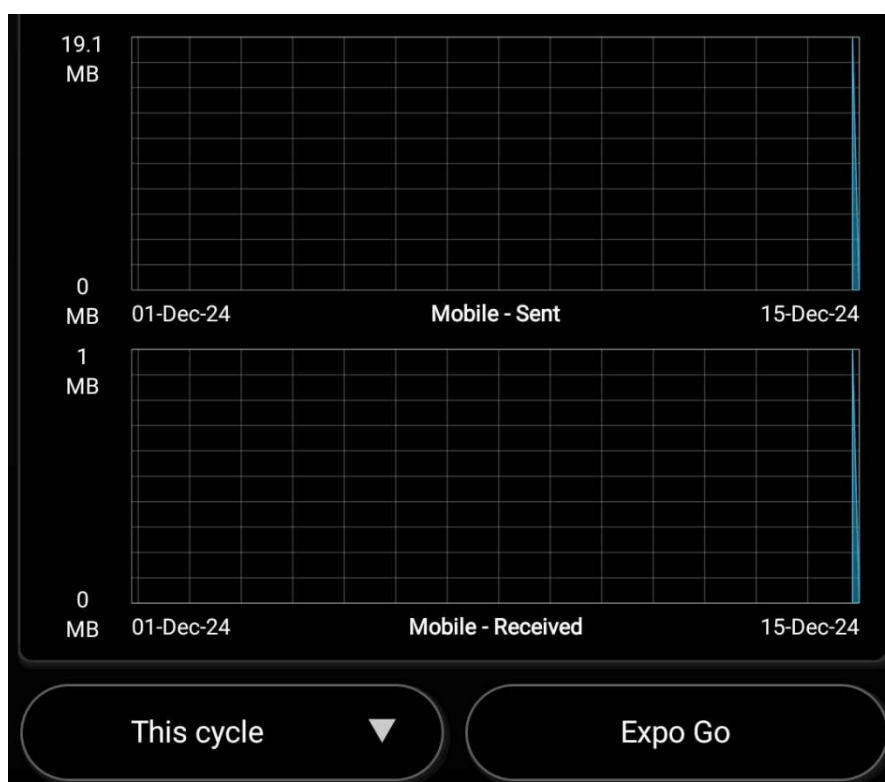 19.1
MB
0
MB
01-Dec-24 Mobile - Sent 15-Dec-24
1
MB
0
MB
01-Dec-24 Mobile - Received 15-Dec-24
This cycle Expo Go